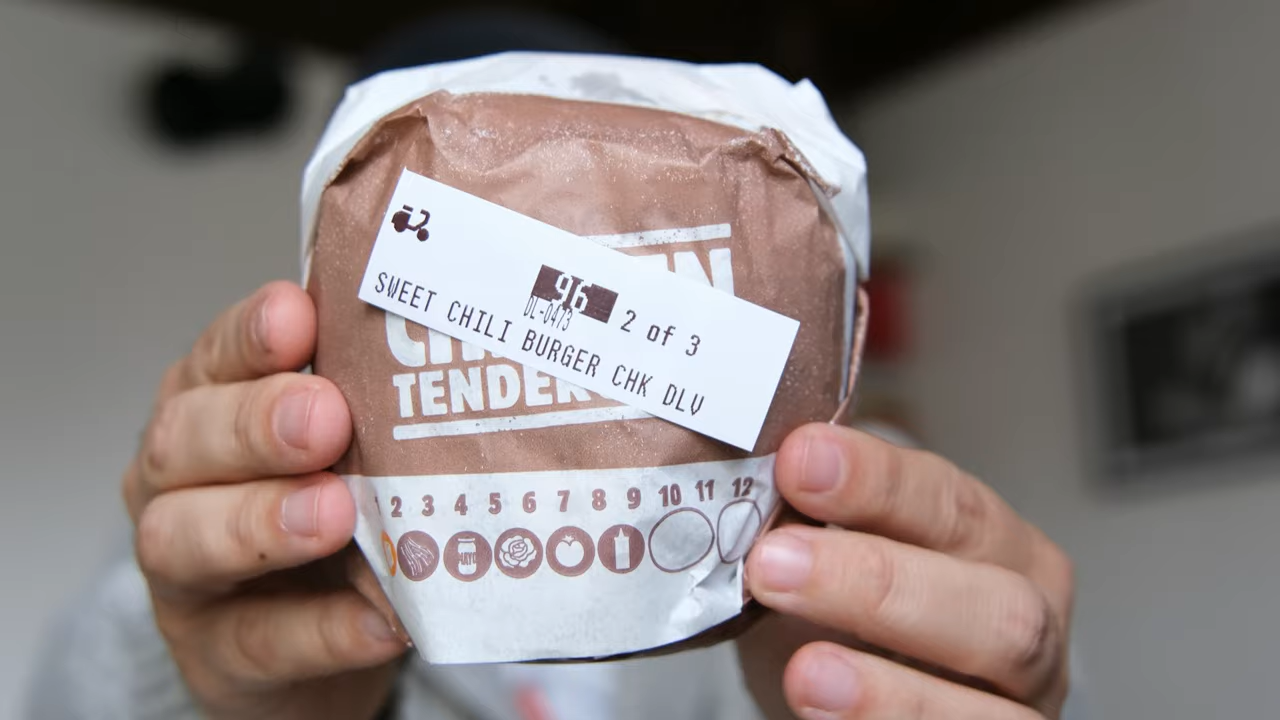 96
DL-0473
2 of 3
SWEET CHILI BURGER CHK DLV
TENDER
2 3 4 5 6 7 8 9 10 11 12
MAYO